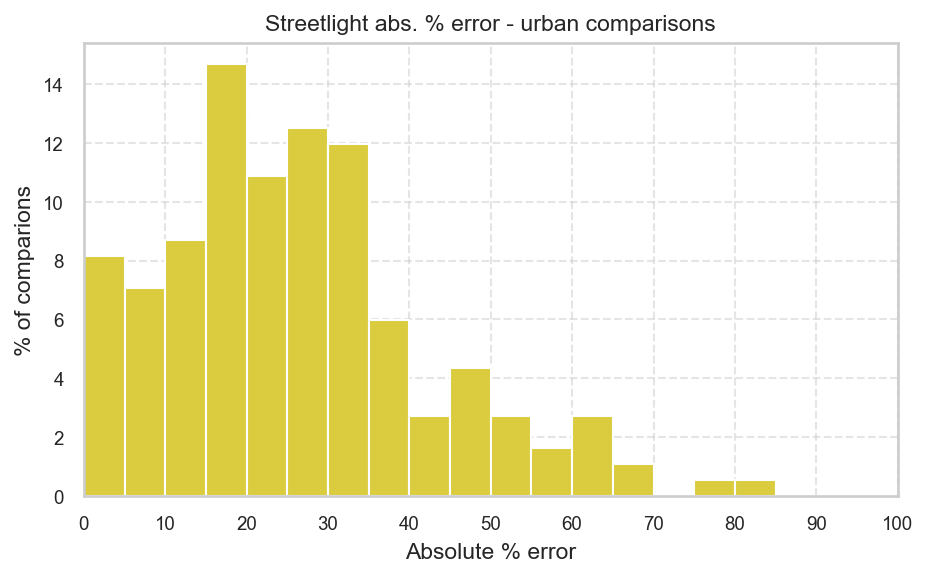 Streetlight abs. % error - urban comparisons
14
12
10
8
6
4
2
0
% of comparions
0 10 20 30 40 50 60 70 80 90 100
Absolute % error